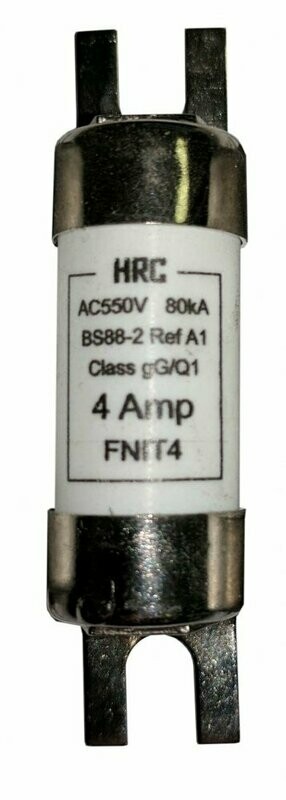 HRC
AC550V 80kA
BS88-2 Ref A1
Class gG/Q1
4 Amp
FNIT4